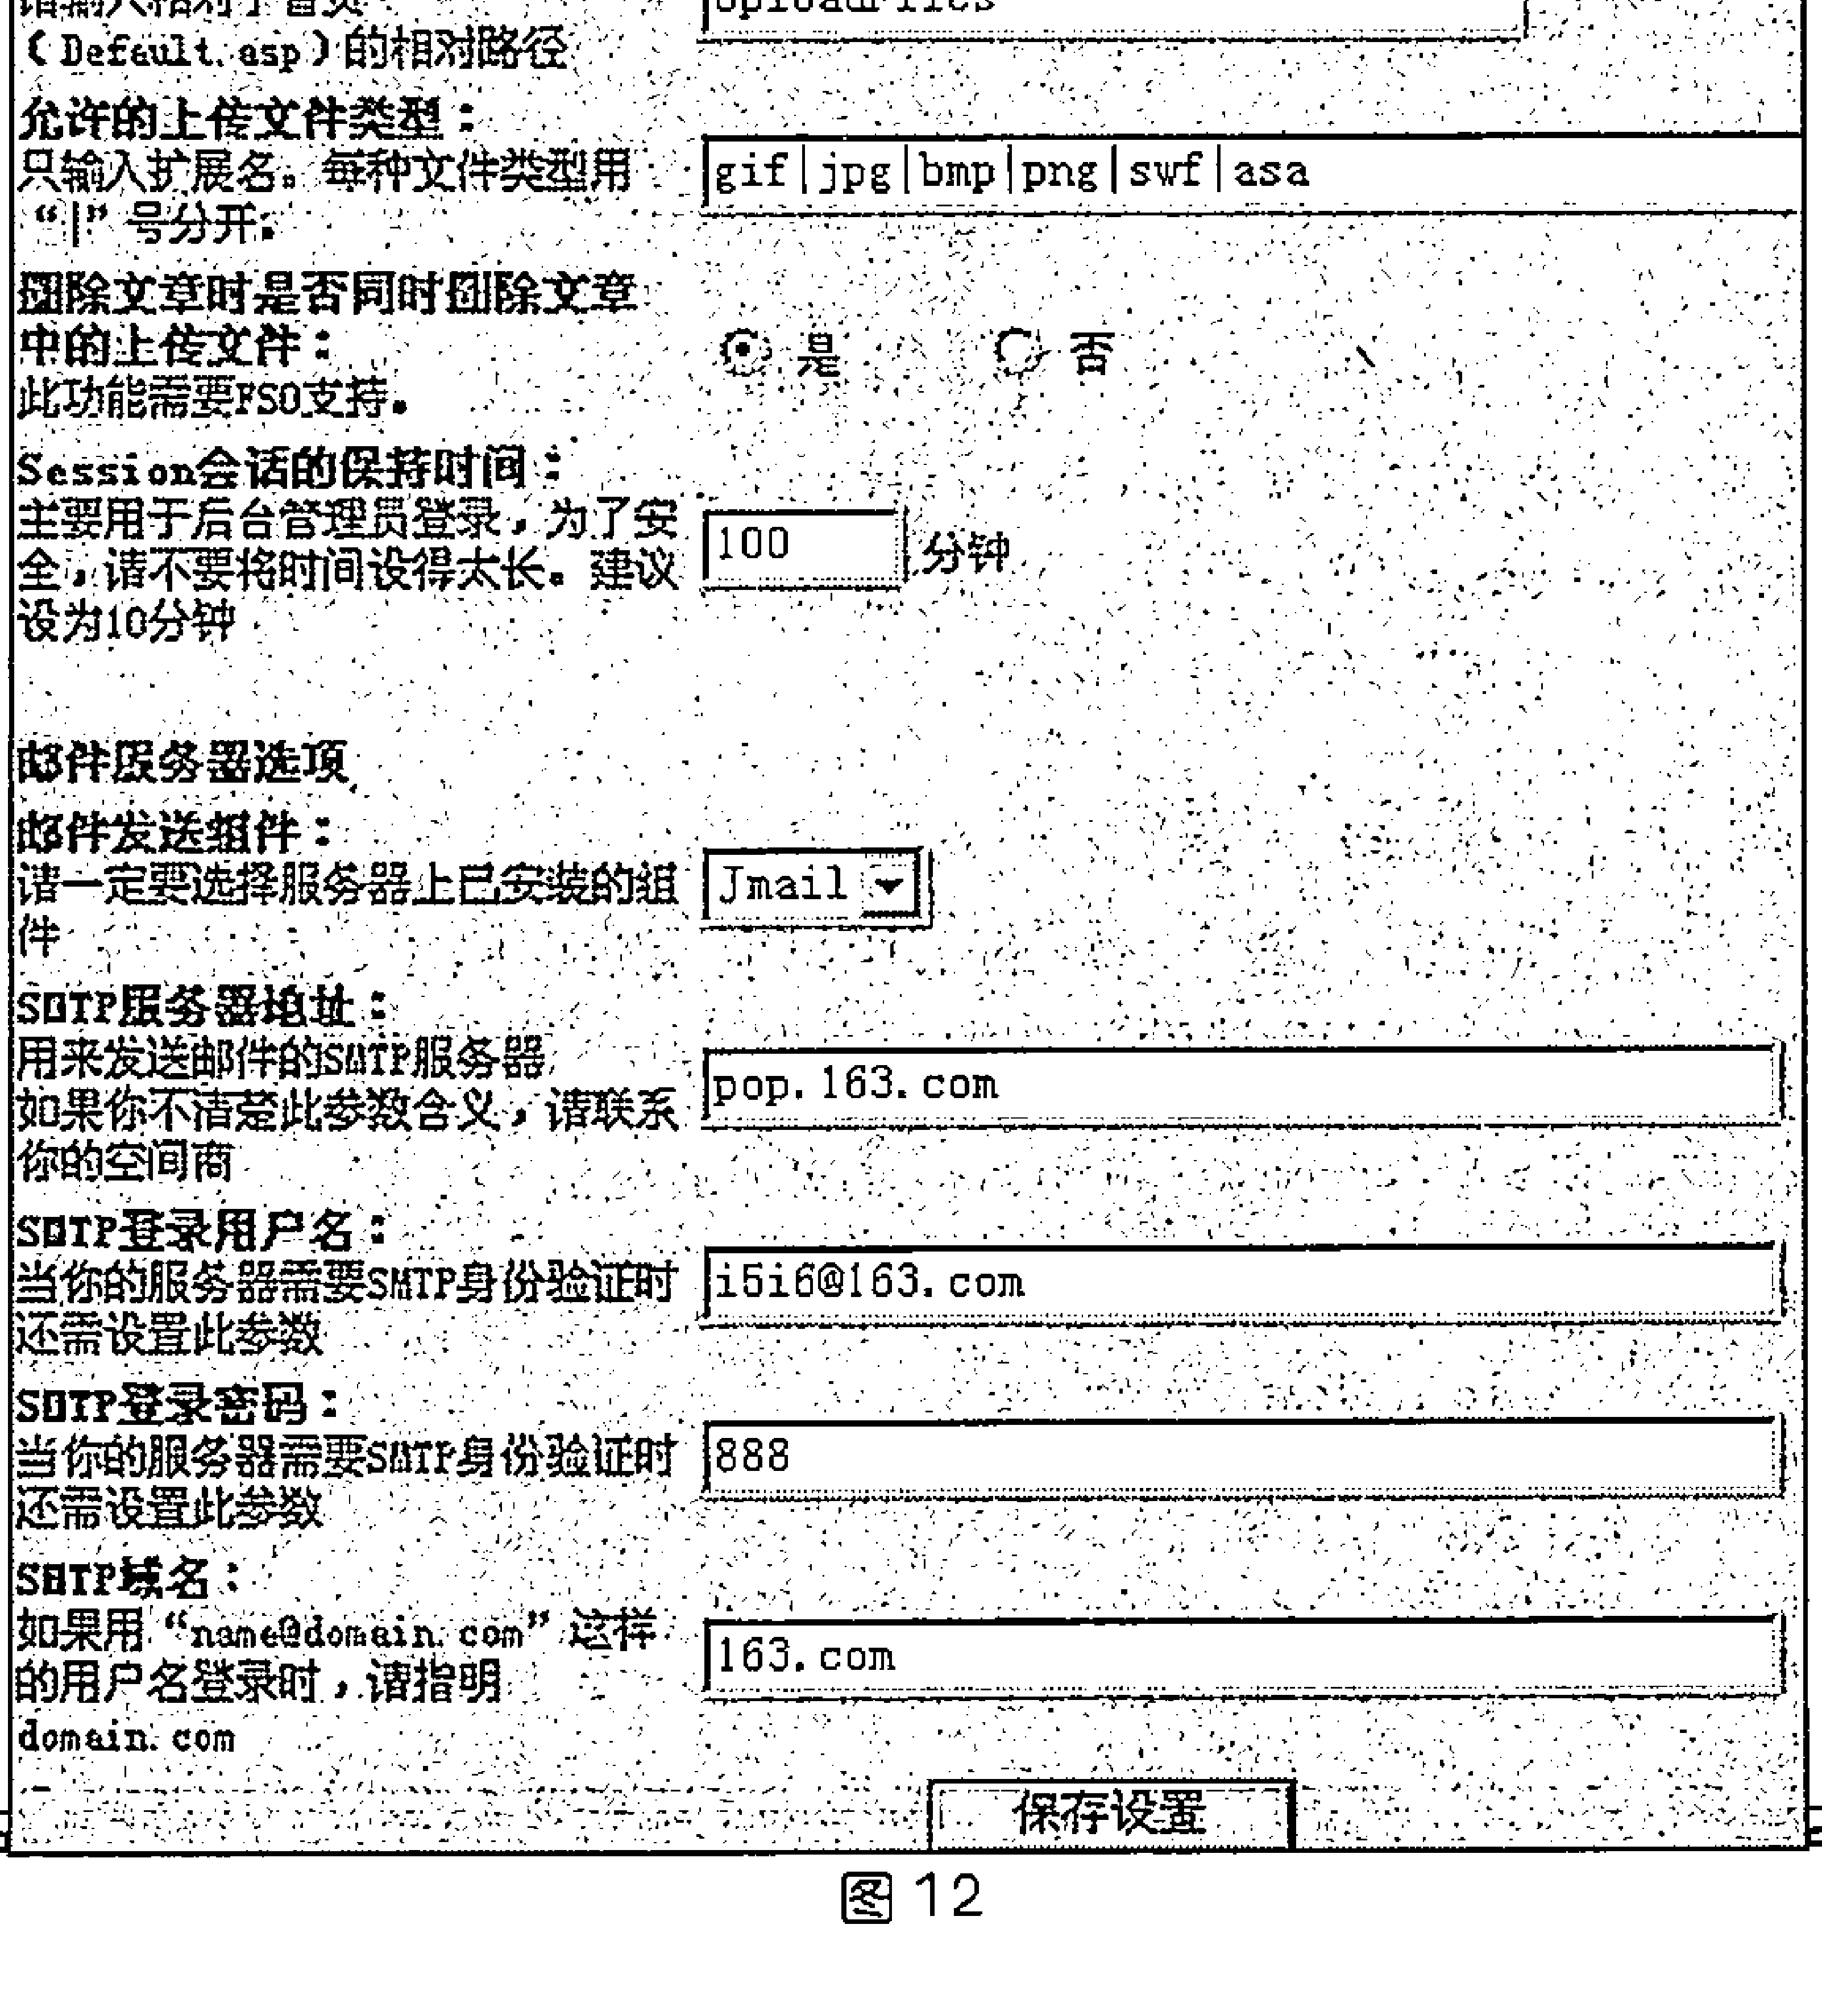 请输入相对于首页
UploadFiles
（Default.asp）的相对路径
允许的上传文件类型：
只输入扩展名。每种文件类型用
gif|jpg|bmp|png|swf|asa
“|”号分开：
删除文章时是否同时删除文章
中的上传文件：
是 否
此功能需要FSO支持。
Session会话的保持时间：
主要用于后台管理员登录，为了安
100 分钟
全，请不要将时间设得太长。建议
设为10分钟
邮件服务器选项
邮件发送组件：
请一定要选择服务器上已安装的组
Jmail
件
SMTP服务器地址：
用来发送邮件的SMTP服务器
pop.163.com
如果你不清楚此参数含义，请联系
你的空间商
SMTP登录用户名：
当你的服务器需要SMTP身份验证时
i5i6@163.com
还需设置此参数
SMTP登录密码：
当你的服务器需要SMTP身份验证时
888
还需设置此参数
SMTP域名：
如果用“name@domain.com”这样
163.com
的用户名登录时，请指明
domain.com
保存设置
图 12